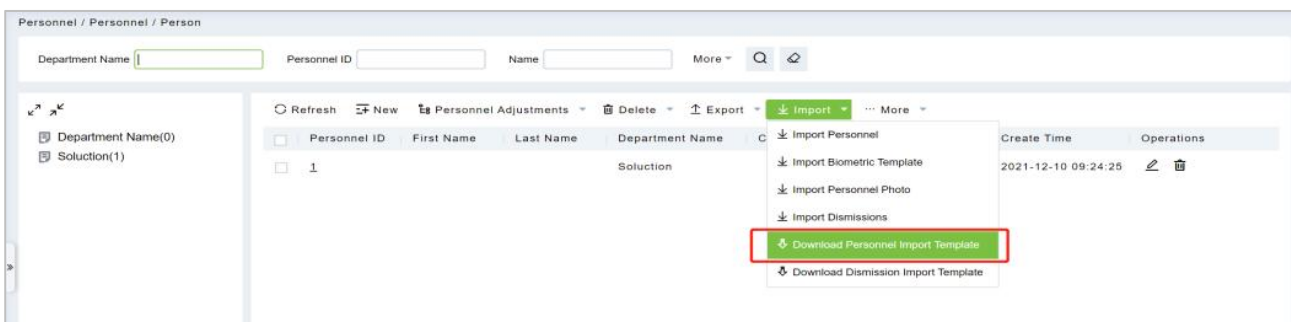 Personnel / Personnel / Person
Department Name Personnel ID Name More
Refresh New Personnel Adjustments Delete Export Import ··· More
Department Name(0)
Soluction(1)
Personnel ID First Name Last Name Department Name C Create Time Operations
1 Soluction 2021-12-10 09:24:25
Import Personnel
Import Biometric Template
Import Personnel Photo
Import Dismissions
Download Personnel Import Template
Download Dismission Import Template